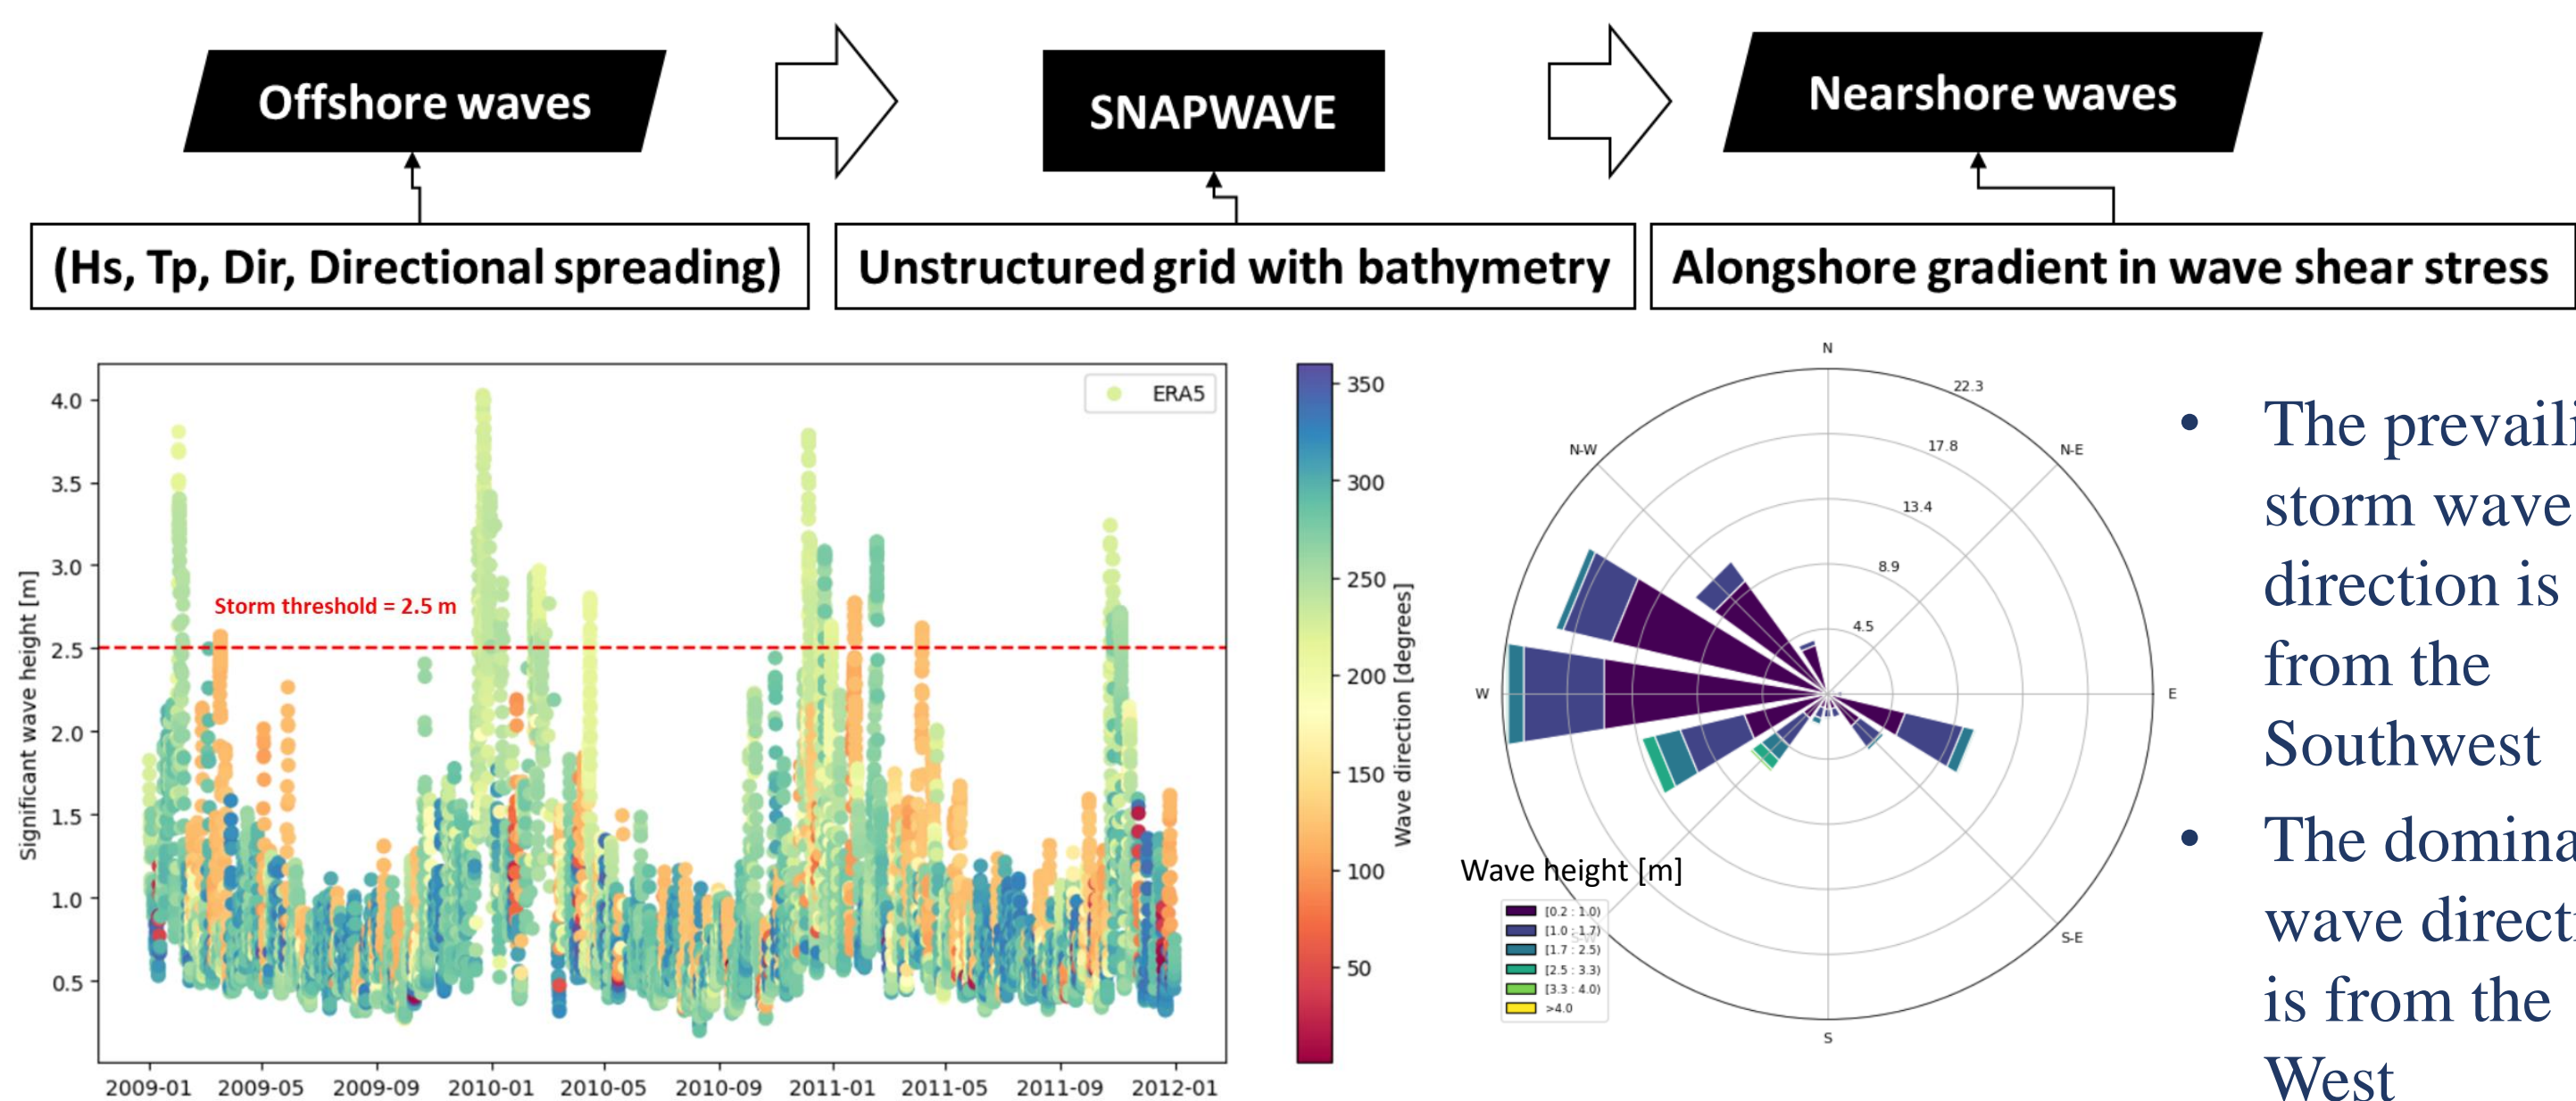 Offshore waves
SNAPWAVE
Nearshore waves
(Hs, Tp, Dir, Directional spreading)
Unstructured grid with bathymetry
Alongshore gradient in wave shear stress
Significant wave height [m]
4.0
3.5
3.0
2.5
2.0
1.5
1.0
0.5
ERA5
Storm threshold = 2.5 m
2009-01
2009-05
2009-09
2010-01
2010-05
2010-09
2011-01
2011-05
2011-09
2012-01
350
300
250
200
150
100
50
Wave direction [degrees]
N
N-E
E
S-E
S
S-W
W
N-W
22.3
17.8
13.4
8.9
4.5
Wave height [m]
[0.2 : 1.0)
[1.0 : 1.7)
[1.7 : 2.5)
[2.5 : 3.3)
[3.3 : 4.0)
>4.0
• The prevaili
storm wave
direction is
from the
Southwest
• The domina
wave directi
is from the
West